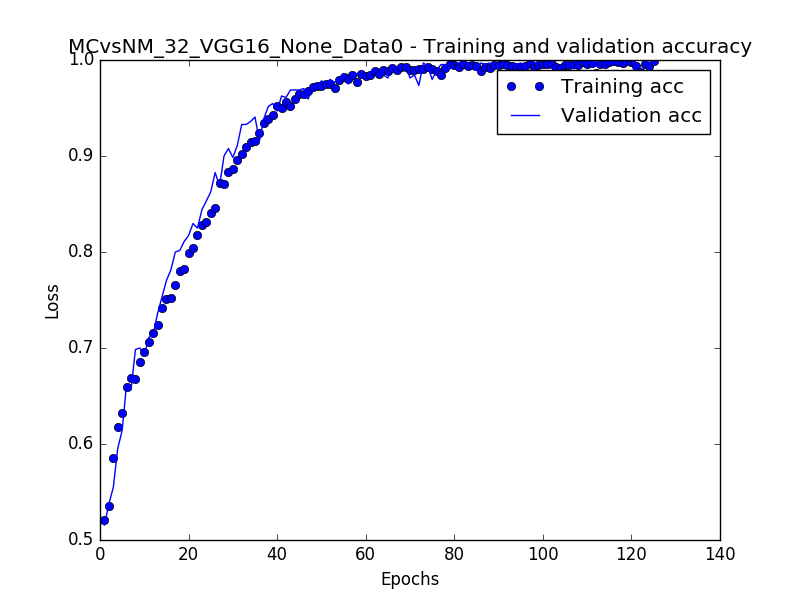 MCvsNM_32_VGG16_None_Data0 - Training and validation accuracy
1.0
Training acc
Validation acc
0.9
0.8
Loss
0.7
0.6
0.5
0 20 40 60 80 100 120 140
Epochs